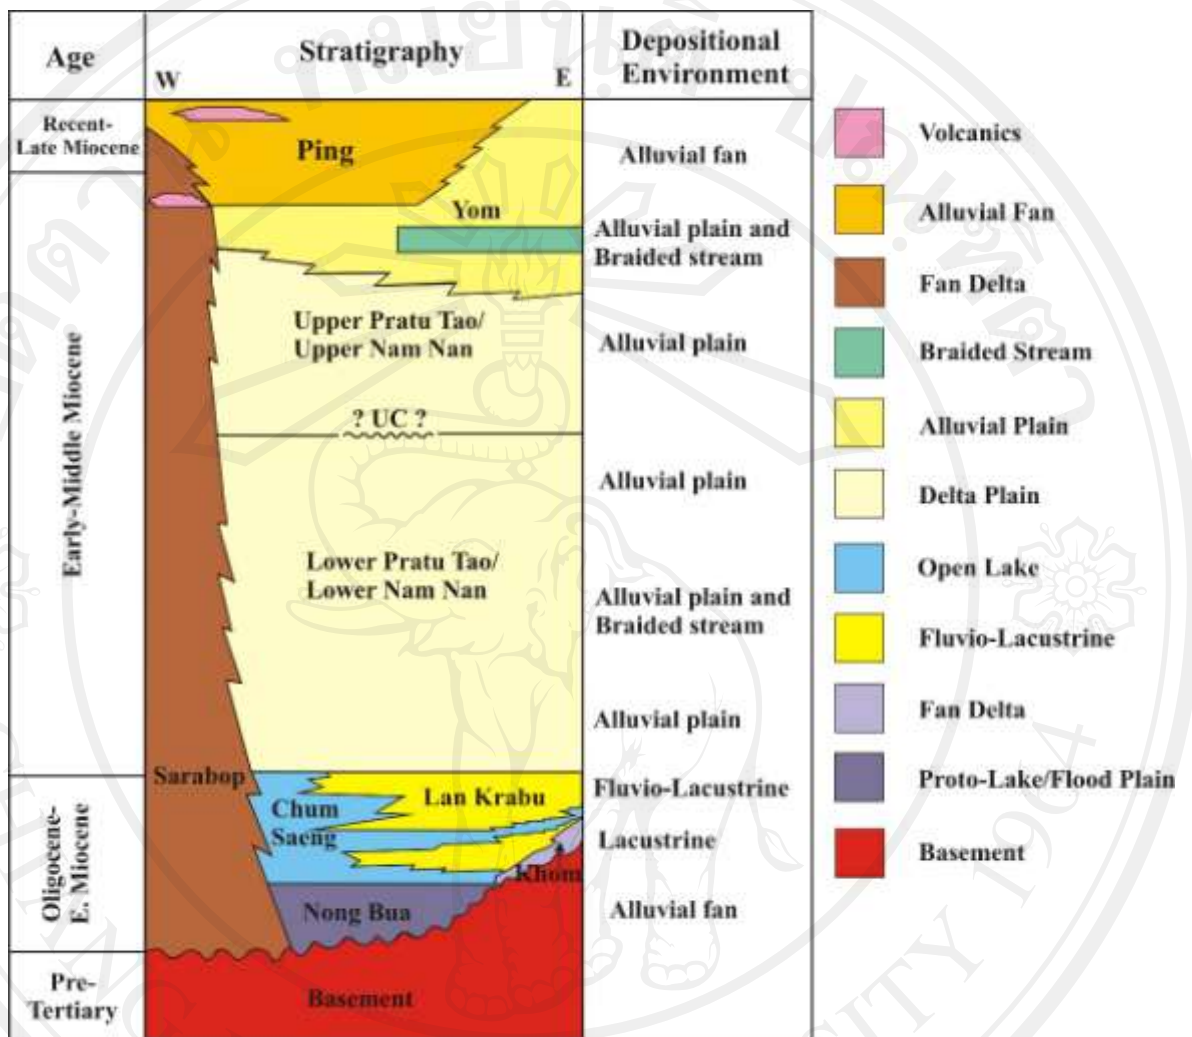 Age
Stratigraphy
W
E
Depositional
Environment
Recent-
Late Miocene
Early-Middle Miocene
Oligocene-
E. Miocene
Pre-
Tertiary
Ping
Yom
Upper Pratu Tao/
Upper Nam Nan
? UC ?
Lower Pratu Tao/
Lower Nam Nan
Sarabop
Chum
Saeng
Lan Krabu
Khom
Nong Bua
Basement
Alluvial fan
Alluvial plain and
Braided stream
Alluvial plain
Alluvial plain
Alluvial plain and
Braided stream
Alluvial plain
Fluvio-Lacustrine
Lacustrine
Alluvial fan
Volcanics
Alluvial Fan
Fan Delta
Braided Stream
Alluvial Plain
Delta Plain
Open Lake
Fluvio-Lacustrine
Fan Delta
Proto-Lake/Flood Plain
Basement
1964